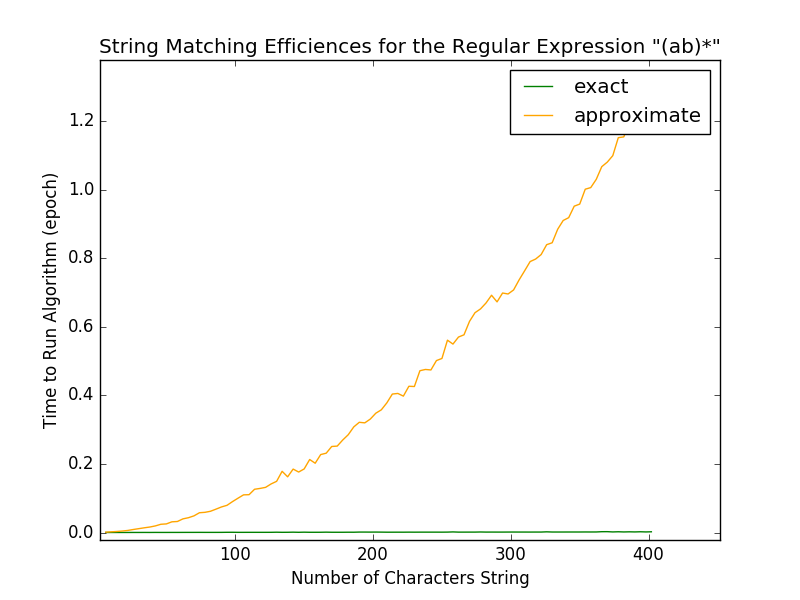 String Matching Efficiences for the Regular Expression "(ab)*"
exact
approximate
Time to Run Algorithm (epoch)
1.2
1.0
0.8
0.6
0.4
0.2
0.0
100 200 300 400
Number of Characters String